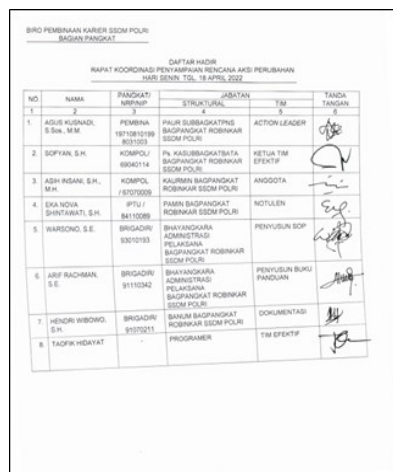 BIRO PEMBINAAN KARIER SSDM POLRI
BAGIAN PANGKAT
DAFTAR HADIR
RAPAT KOORDINASI PENYAMPAIAN RENCANA AKSI PERUBAHAN
HARI SENIN TGL. 18 APRIL 2022
NO. NAMA PANGKAT/ NRP/NIP JABATAN TANDA TANGAN
STRUKTURAL TIM
1 2 3 4 5 6
1. AGUS KUSNADI, PEMBINA PAUR SUBBAGKATPNS ACTION LEADER
S.Sos., M.M. 19710810199 BAGPANGKAT ROBINKAR
8031003 SSDM POLRI
2. SOFYAN, S.H. KOMPOL/ Ps. KASUBBAGKATBATA KETUA TIM
69040114 BAGPANGKAT ROBINKAR EFEKTIF
SSDM POLRI
3. ASIH INSANI, S.H., KOMPOL KAURMIN BAGPANGKAT ANGGOTA
M.H. / 67070009 ROBINKAR SSDM POLRI
4. EKA NOVA IPTU / PAMIN BAGPANGKAT NOTULEN
SHINTAWATI, S.H. 84110089 ROBINKAR SSDM POLRI
5. WARSONO, S.E. BRIGADIR/ BHAYANGKARA PENYUSUN SOP
93010193 ADMINISTRASI
PELAKSANA
BAGPANGKAT ROBINKAR
SSDM POLRI
6. ARIF RACHMAN, BRIGADIR/ BHAYANGKARA PENYUSUN BUKU
S.E. 91110342 ADMINISTRASI PANDUAN
PELAKSANA
BAGPANGKAT ROBINKAR
SSDM POLRI
7. HENDRI WIBOWO, BRIGADIR/ BANUM BAGPANGKAT DOKUMENTASI
S.H. 91070211 ROBINKAR SSDM POLRI
8. TAOFIK HIDAYAT - PROGRAMER TIM EFEKTIF